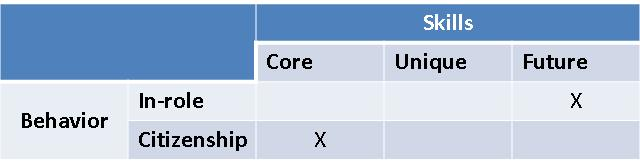 Skills
Core Unique Future
Behavior
In-role X
Citizenship X